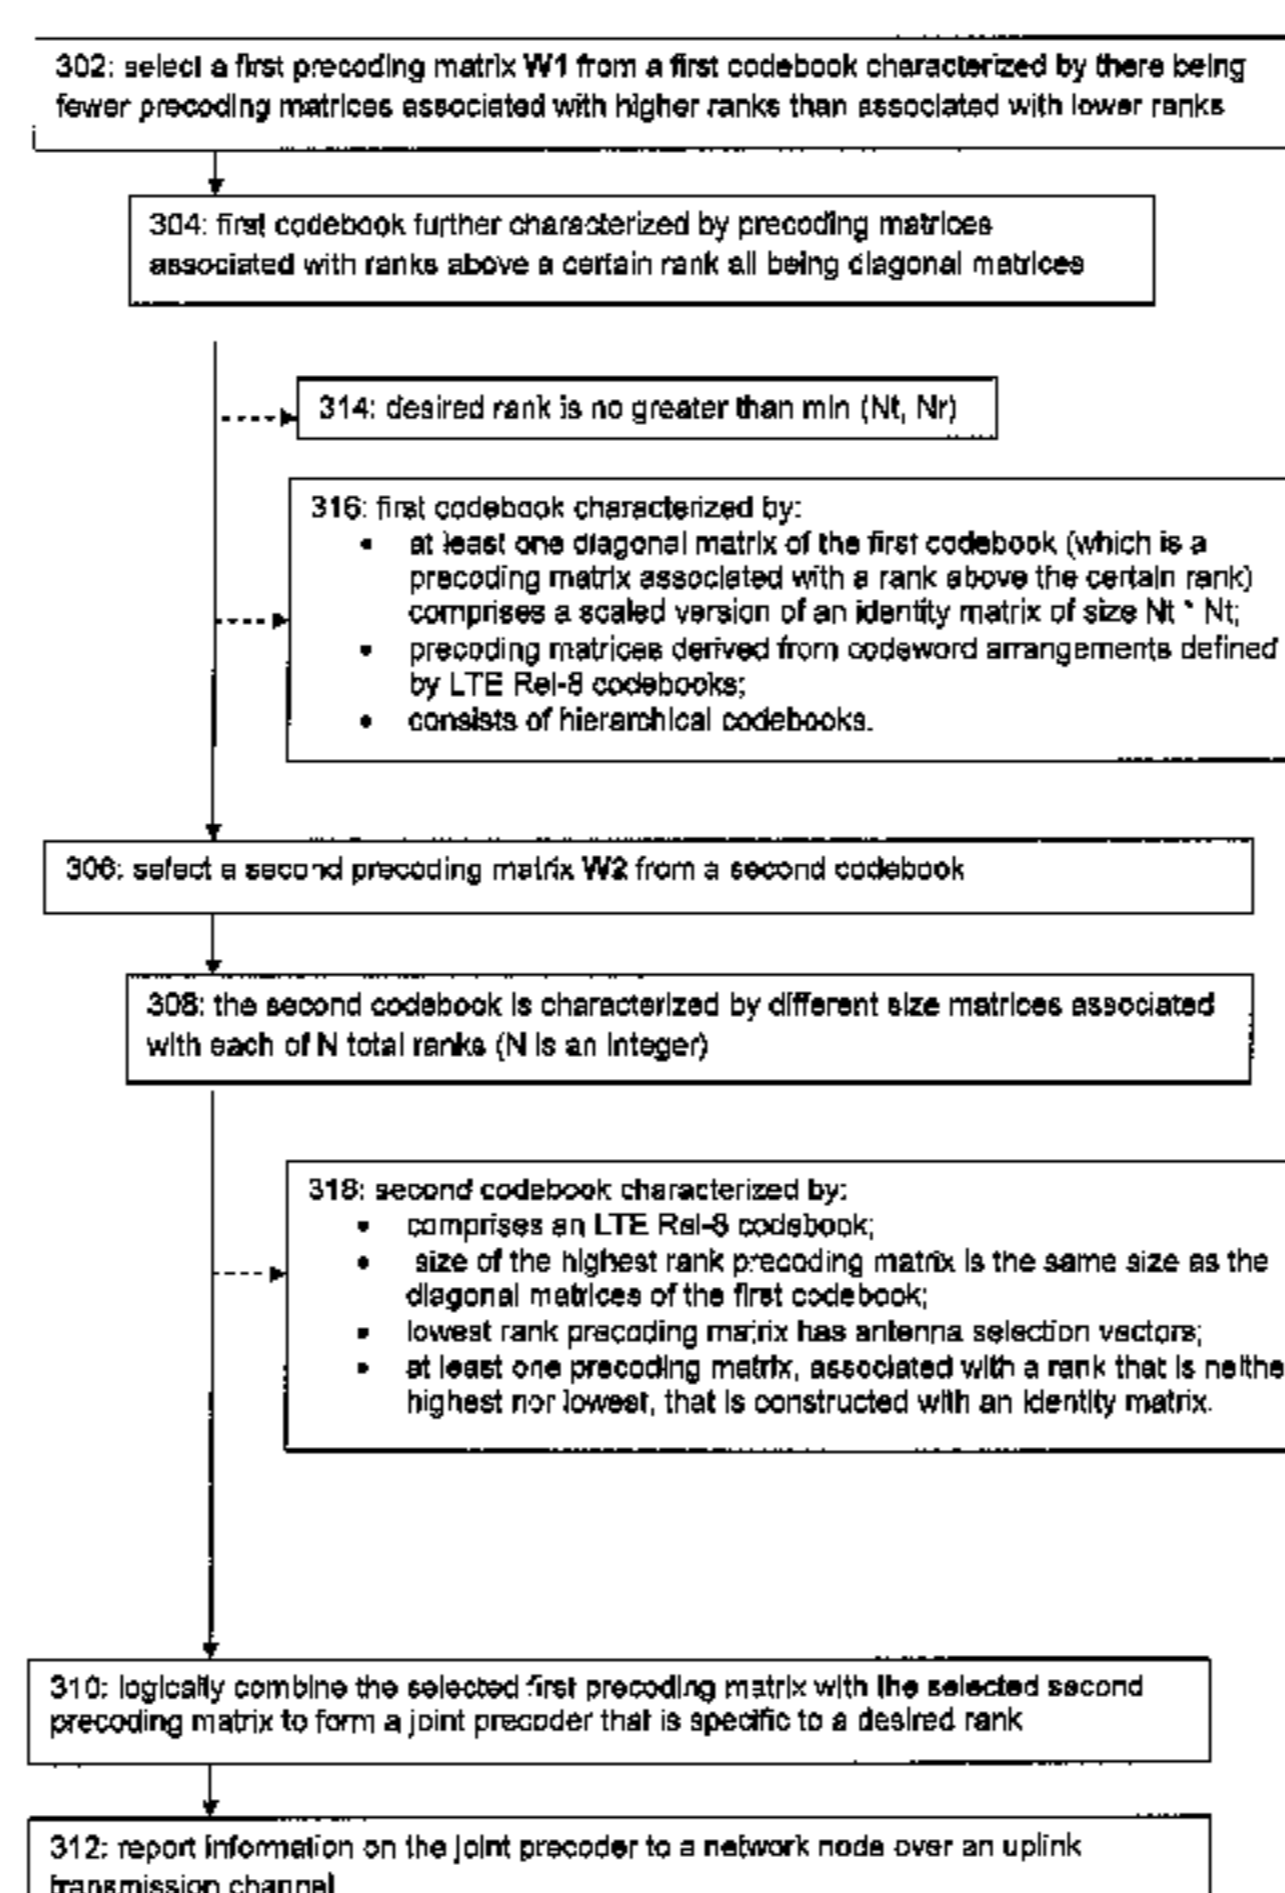 302: select a first precoding matrix W1 from a first codebook characterized by there being
fewer precoding matrices associated with higher ranks than associated with lower ranks
304: first codebook further characterized by precoding matrices
associated with ranks above a certain rank all being diagonal matrices
314: desired rank is no greater than min (Nt, Nr)
316: first codebook characterized by:
• at least one diagonal matrix of the first codebook (which is a
precoding matrix associated with a rank above the certain rank)
comprises a scaled version of an identity matrix of size Nt * Nt;
• precoding matrices derived from codeword arrangements defined
by LTE Rel-8 codebooks;
• consists of hierarchical codebooks.
306: select a second precoding matrix W2 from a second codebook
308: the second codebook is characterized by different size matrices associated
with each of N total ranks (N is an integer)
318: second codebook characterized by:
• comprises an LTE Rel-8 codebook;
• size of the highest rank precoding matrix is the same size as the
diagonal matrices of the first codebook;
• lowest rank precoding matrix has antenna selection vectors;
• at least one precoding matrix, associated with a rank that is neithe
highest nor lowest, that is constructed with an identity matrix.
310: logically combine the selected first precoding matrix with the selected second
precoding matrix to form a joint precoder that is specific to a desired rank
312: report information on the joint precoder to a network node over an uplink
transmission channel